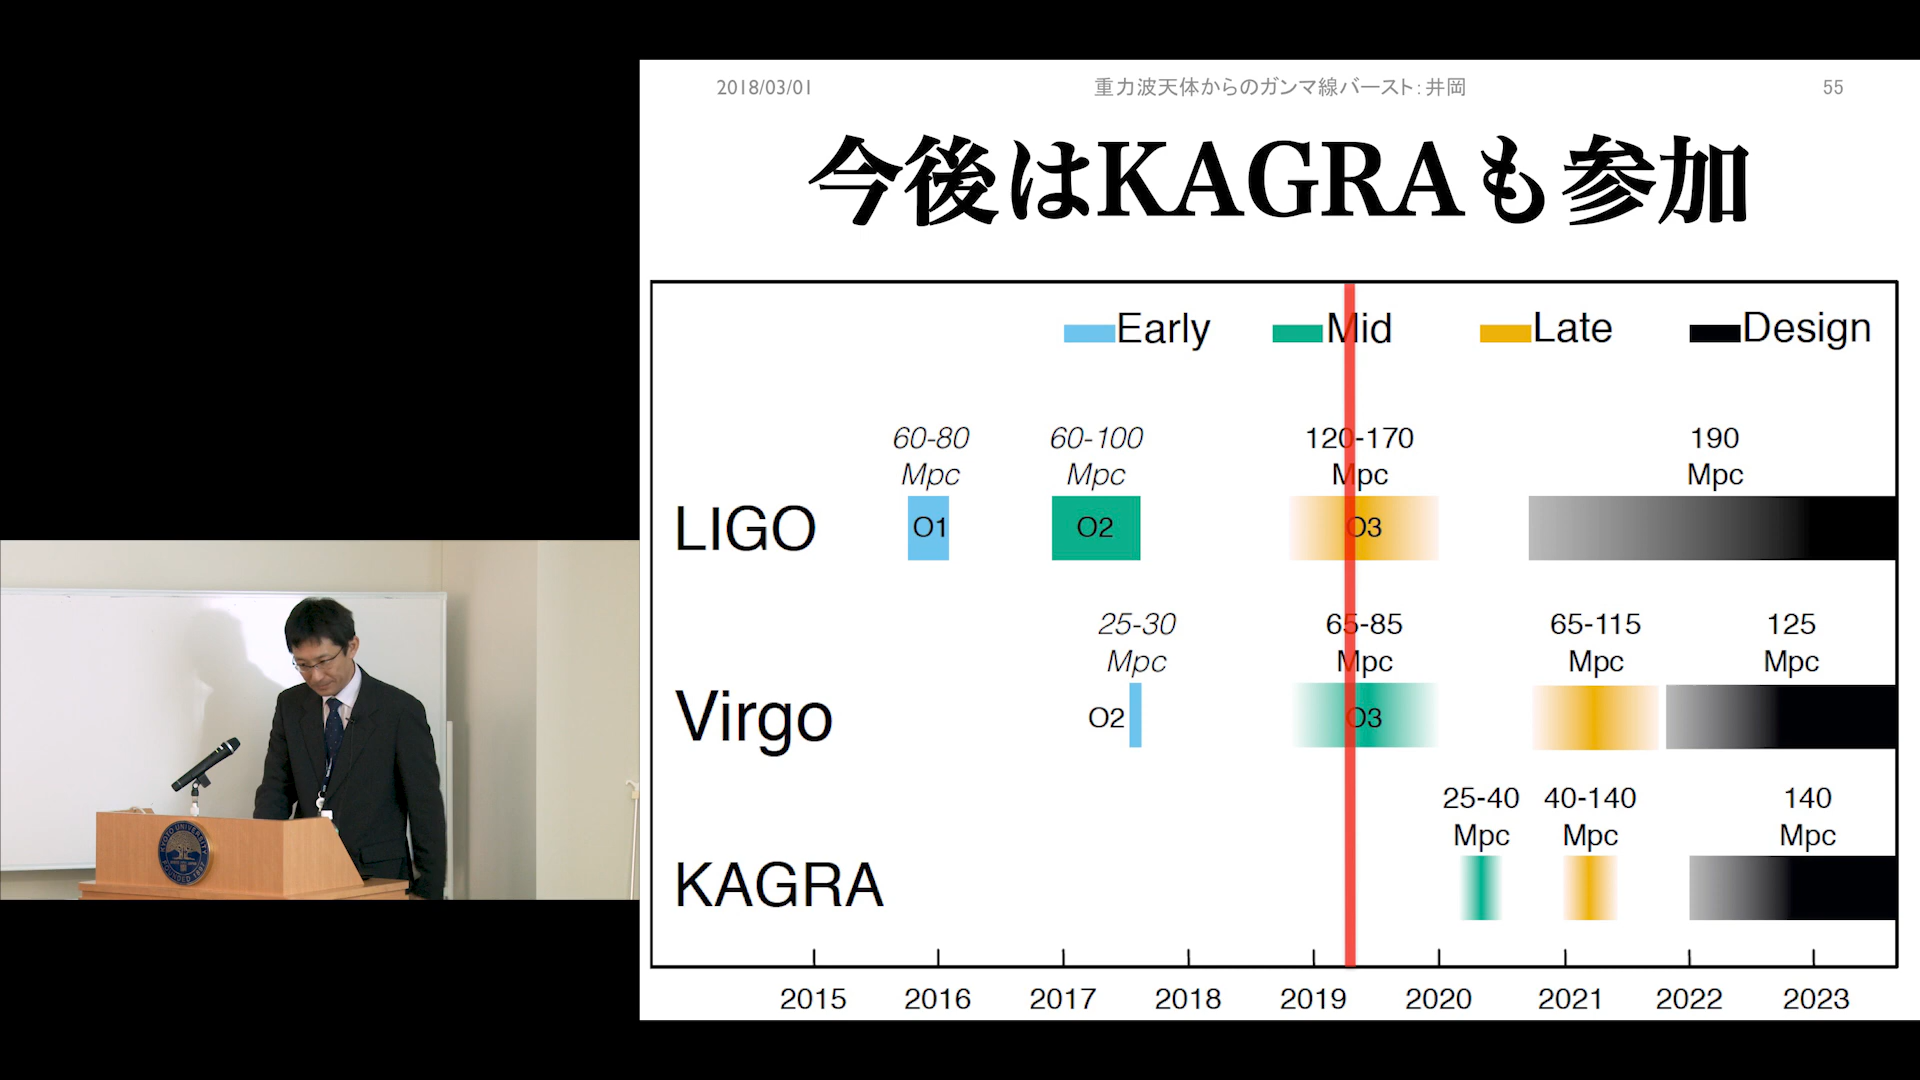 2018/03/01
重力波天体からのガンマ線バースト: 井岡
55
今後はKAGRAも参加
Early
Mid
Late
Design
60-80
Mpc
60-100
Mpc
120-170
Mpc
190
Mpc
LIGO
O1
O2
O3
25-30
Mpc
65-85
Mpc
65-115
Mpc
125
Mpc
Virgo
O2
O3
25-40
Mpc
40-140
Mpc
140
Mpc
KAGRA
2015
2016
2017
2018
2019
2020
2021
2022
2023
KYOTO UNIVERSITY
FOUNDED 1897